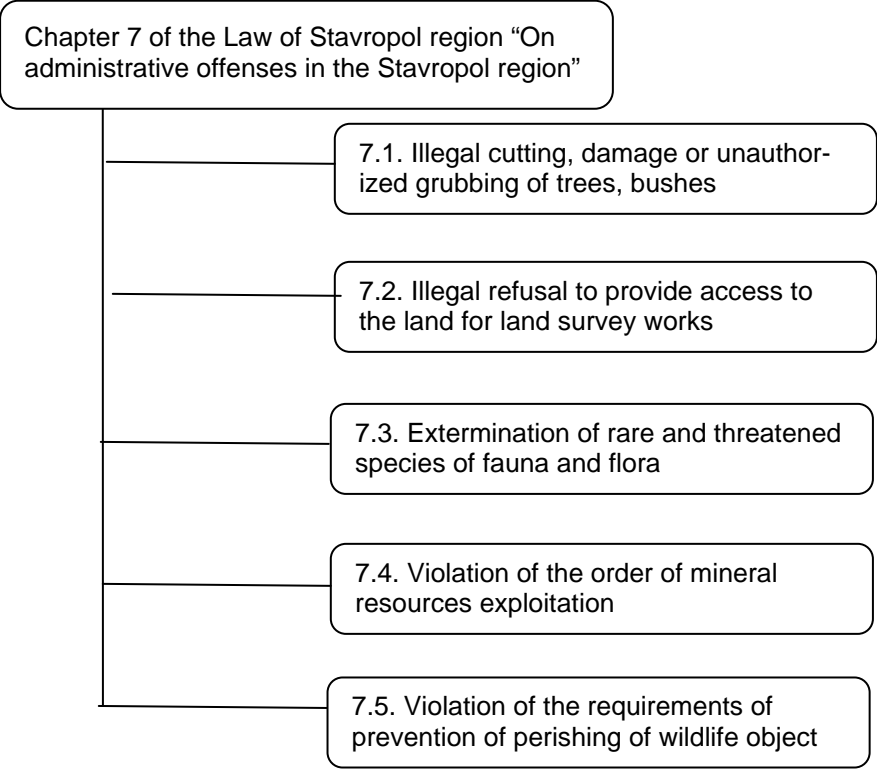 Chapter 7 of the Law of Stavropol region “On
administrative offenses in the Stavropol region”
7.1. Illegal cutting, damage or unauthor-
ized grubbing of trees, bushes
7.2. Illegal refusal to provide access to
the land for land survey works
7.3. Extermination of rare and threatened
species of fauna and flora
7.4. Violation of the order of mineral
resources exploitation
7.5. Violation of the requirements of
prevention of perishing of wildlife object